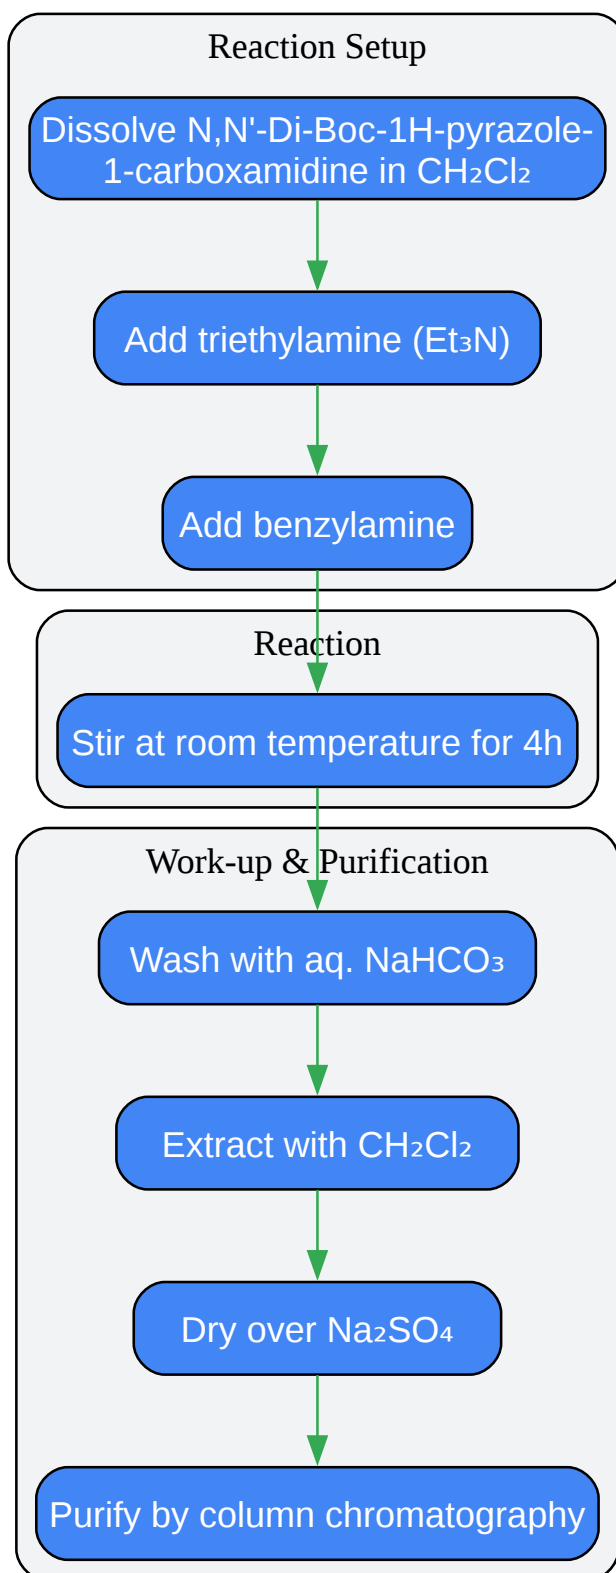 Reaction Setup
Dissolve N,N'-Di-Boc-1H-pyrazole-
1-carboxamidine in CH₂Cl₂
Add triethylamine (Et₃N)
Add benzylamine
Reaction
Stir at room temperature for 4h
Work-up & Purification
Wash with aq. NaHCO₃
Extract with CH₂Cl₂
Dry over Na₂SO₄
Purify by column chromatography